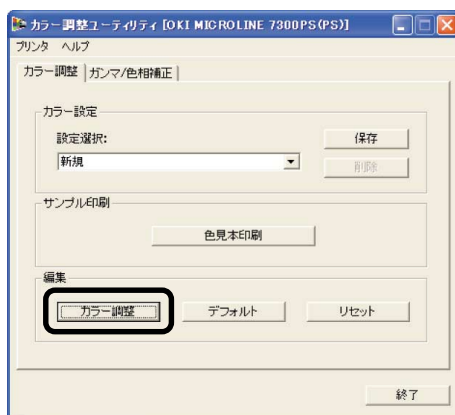 カラー調整ユーティリティ [OKI MICROLINE 7300PS(PS)]
プリンタ ヘルプ
カラー調整 ガンマ/色相補正
カラー設定
設定選択:
新規
保存
削除
サンプル印刷
色見本印刷
編集
カラー調整 デフォルト リセット
終了